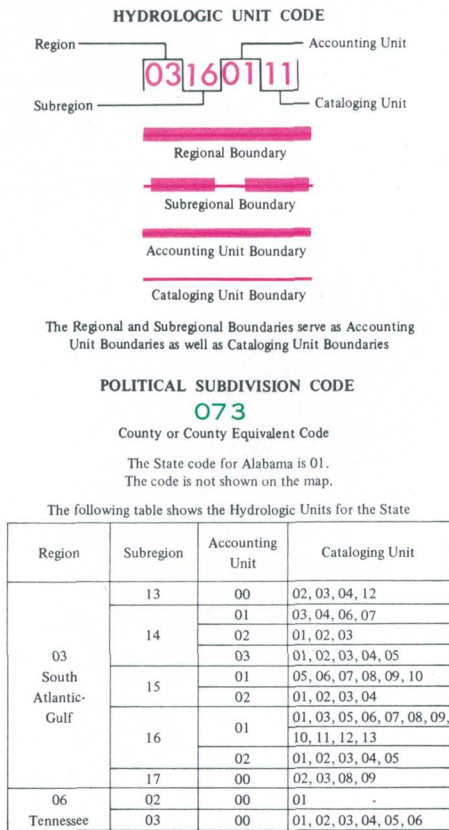 HYDROLOGIC UNIT CODE
Region Accounting Unit
03160111
Subregion Cataloging Unit
Regional Boundary
Subregional Boundary
Accounting Unit Boundary
Cataloging Unit Boundary
The Regional and Subregional Boundaries serve as Accounting
Unit Boundaries as well as Cataloging Unit Boundaries
POLITICAL SUBDIVISION CODE
073
County or County Equivalent Code
The State code for Alabama is 01.
The code is not shown on the map.
The following table shows the Hydrologic Units for the State
Region Subregion Accounting Unit Cataloging Unit
03 South Atlantic-Gulf
13 00 02, 03, 04, 12
14 01 03, 04, 06, 07
02 01, 02, 03
03 01, 02, 03, 04, 05
15 01 05, 06, 07, 08, 09, 10
02 01, 02, 03, 04
16 01 01, 03, 05, 06, 07, 08, 09,
10, 11, 12, 13
02 01, 02, 03, 04, 05
17 00 02, 03, 08, 09
06 Tennessee
02 00 01
03 00 01, 02, 03, 04, 05, 06